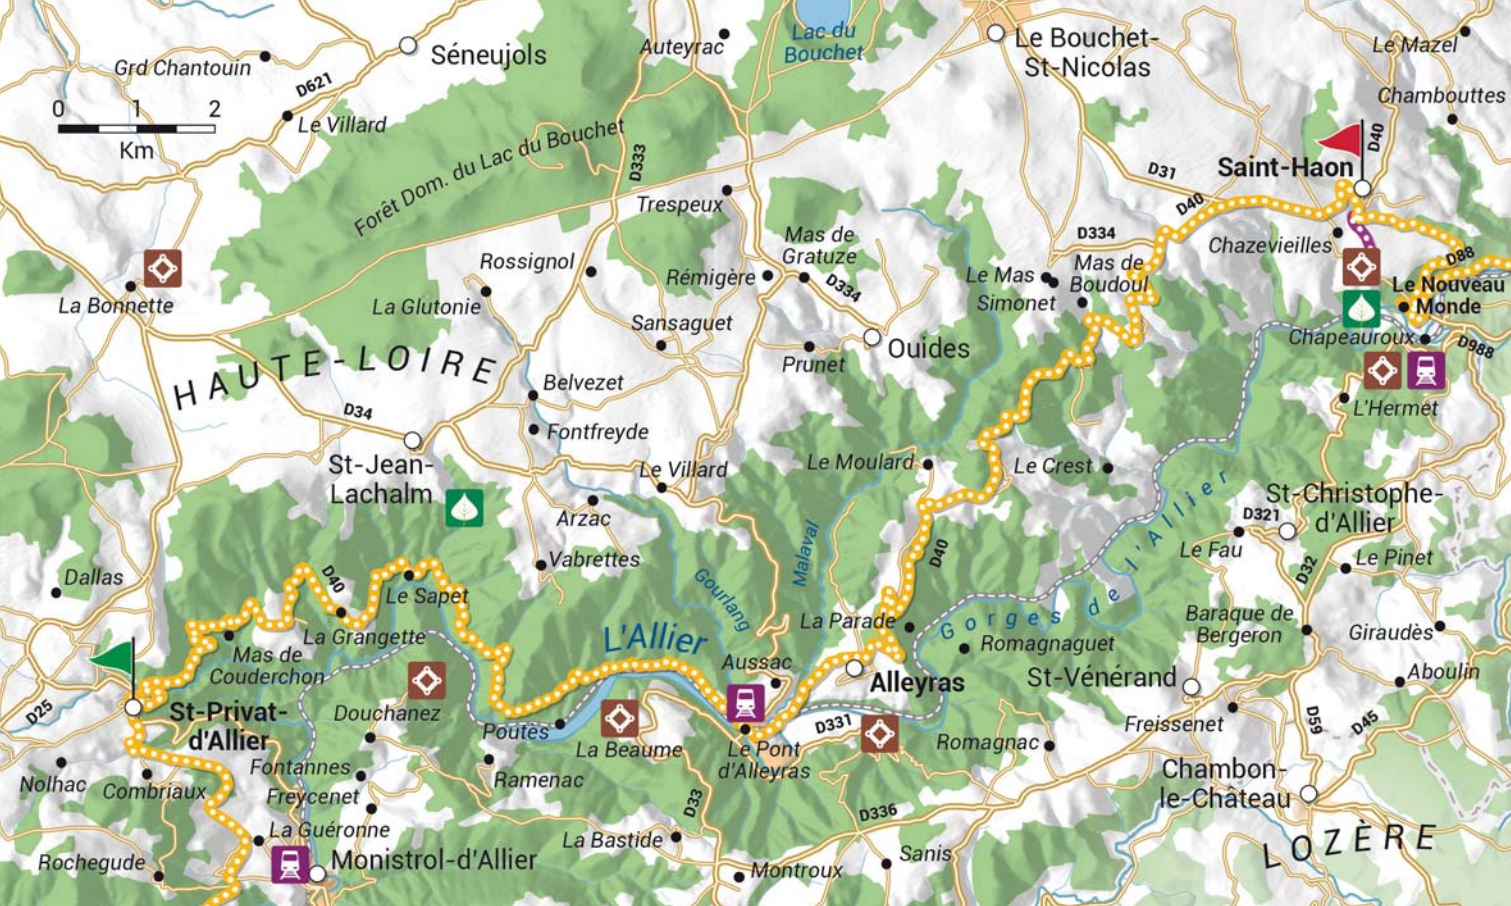 Séneujols
Grd Chantouin
D621
Le Villard
0 1 2
Km
Auteyrac
Lac du
Bouchet
Le Bouchet-
St-Nicolas
Le Mazel
Chambouttes
D40
Forêt Dom. du Lac du Bouchet
D333
Saint-Haon
D31
D40
Trespeux
Mas de
Gratuze
D334
Chazevieilles
D88
Rossignol
Rémigère
D334
Le Mas
Simonet
Mas de
Boudoul
Le Nouveau
Monde
La Bonnette
La Glutonie
Sansaguet
Prunet
Ouides
Chapeauroux
D988
HAUTE-LOIRE
Belvezet
D34
Fontfreyde
L'Hermet
St-Jean-
Lachalm
Le Villard
Le Moulard
Le Crest
Arzac
St-Christophe-
d'Allier
D321
Le Fau
Vabrettes
Malaval
D40
Gorges de l'Allier
D32
Le Pinet
Dallas
D40
Le Sapet
Gourlang
La Grangette
L'Allier
La Parade
Romagnaguet
Baraque de
Bergeron
Giraudès
Mas de
Couderchon
Aussac
Alleyras
St-Vénérand
Aboulin
D25
St-Privat-
d'Allier
Douchanez
Poutès
La Beaume
Le Pont
d'Alleyras
D331
Romagnac
Freissenet
D59
D45
Nolhac
Combriaux
Fontannes
Freycenet
Ramenac
D33
D336
Chambon-
le-Château
La Guéronne
La Bastide
Rochegude
Monistrol-d'Allier
Montroux
Sanis
LOZÈRE